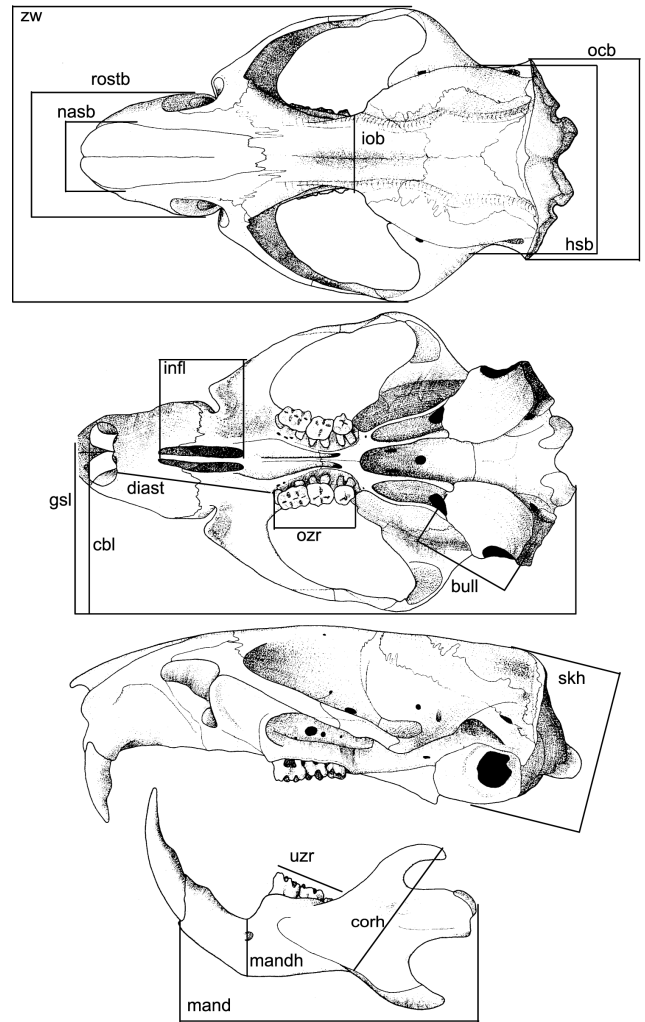 zw
ocb
rostb
nasb
iob
hsb
infl
diast
gsl
ozr
cbl
bull
skh
uzr
corh
mandh
mand